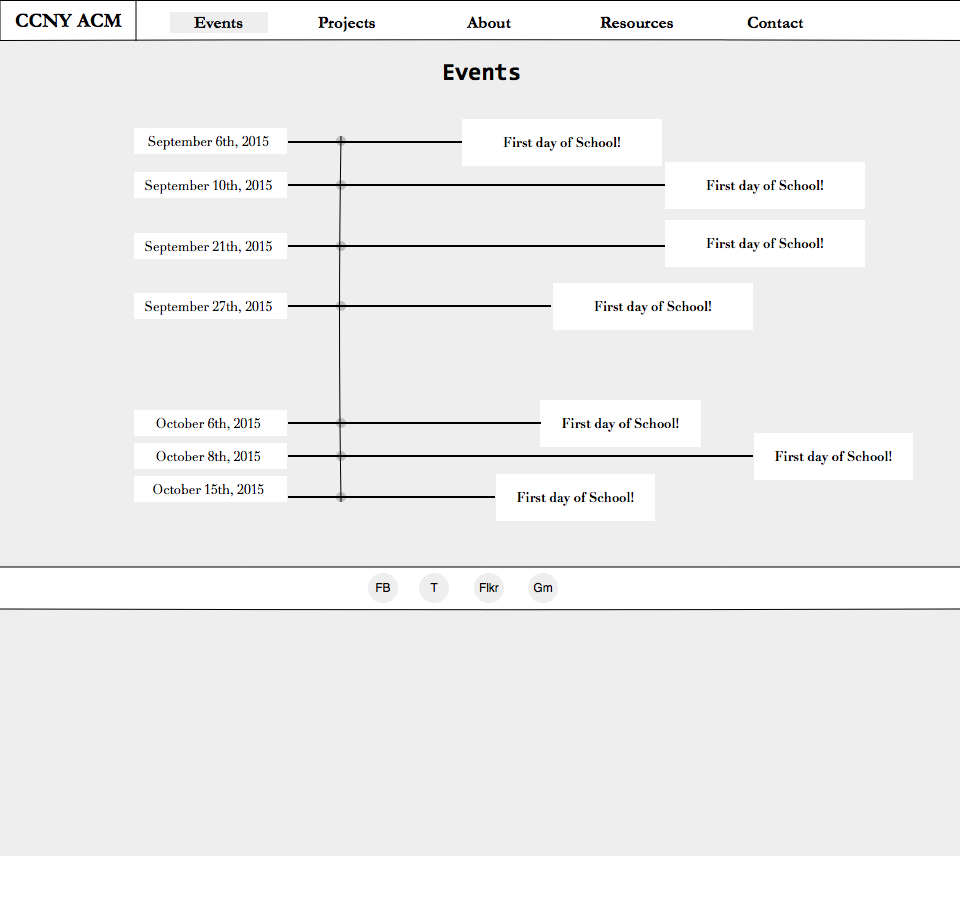 CCNY ACM
Events Projects About Resources Contact
Events
September 6th, 2015 First day of School!
September 10th, 2015 First day of School!
September 21th, 2015 First day of School!
September 27th, 2015 First day of School!
October 6th, 2015 First day of School!
October 8th, 2015 First day of School!
October 15th, 2015 First day of School!
FB T Flkr Gm